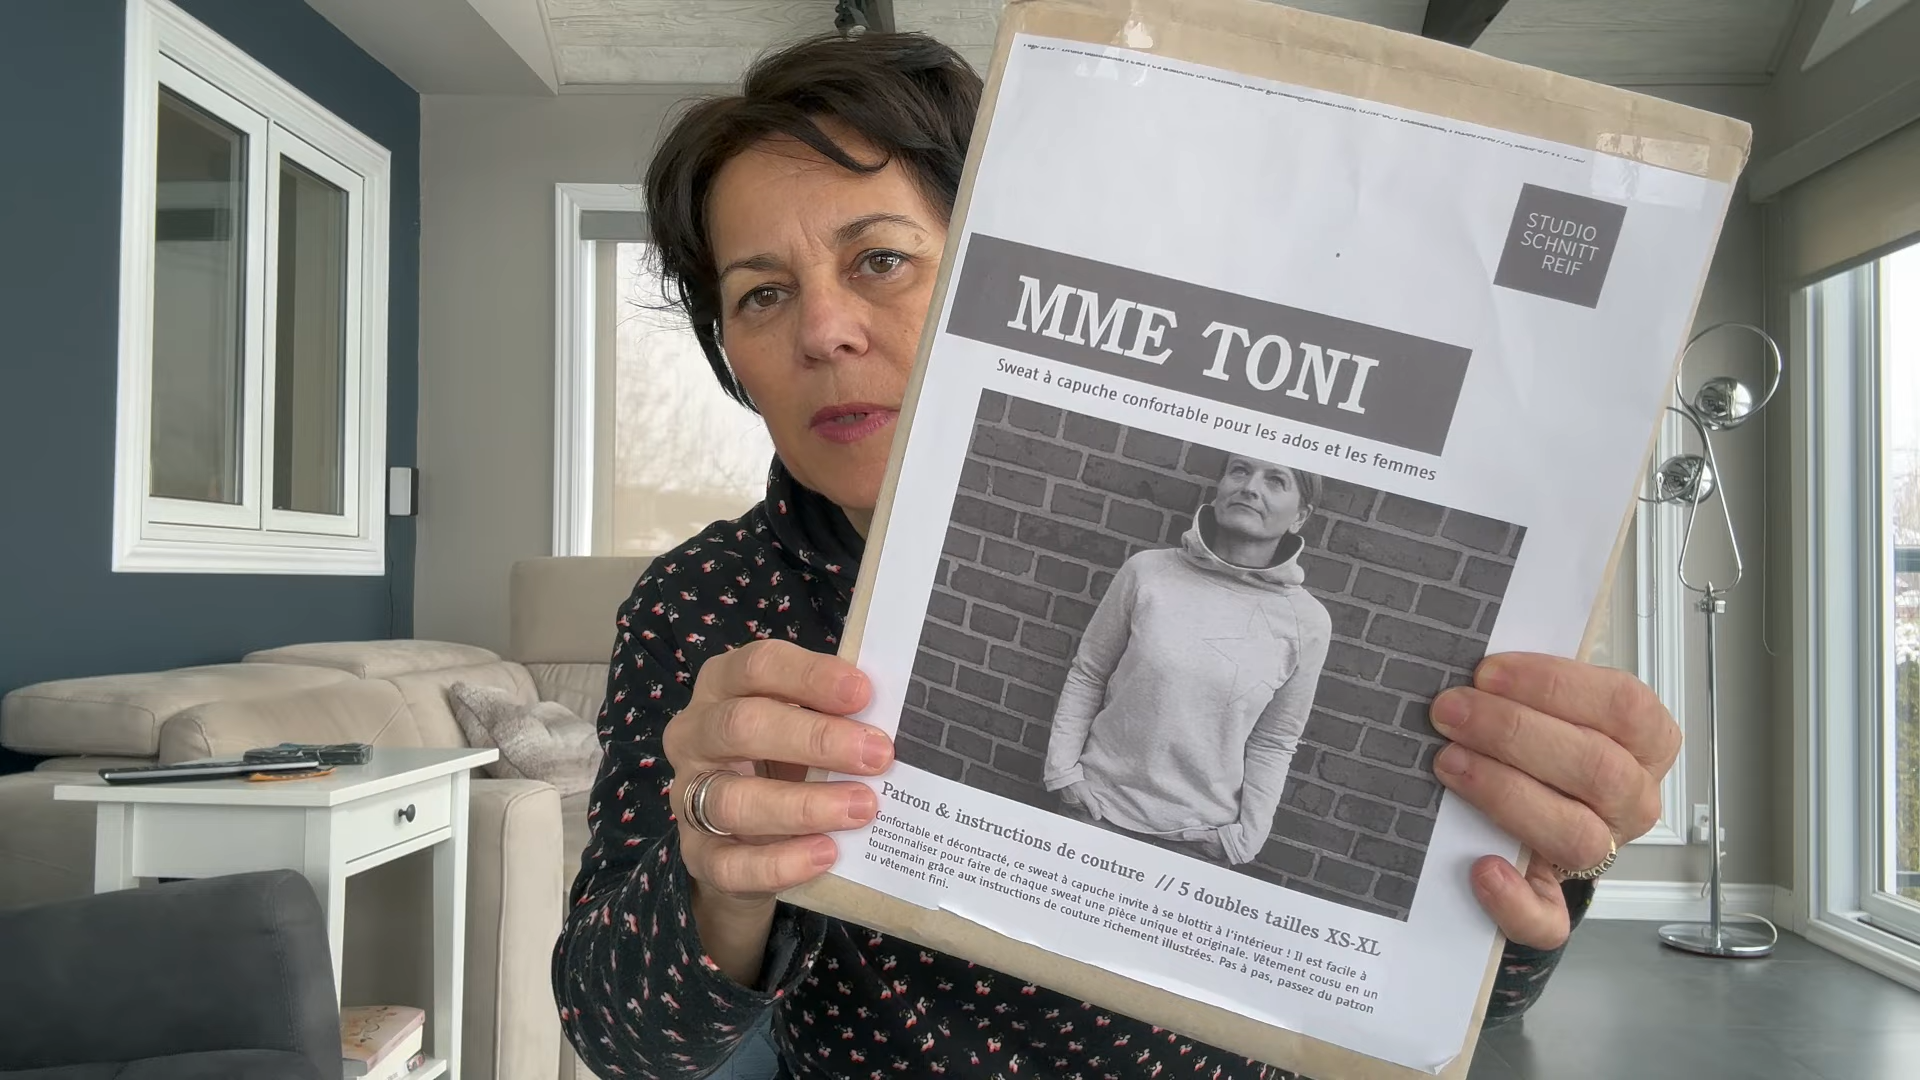 STUDIO
SCHNITT
REIF
MME TONI
Sweat à capuche confortable pour les ados et les femmes
Patron & instructions de couture // 5 doubles tailles XS-XL
Confortable et décontracté, ce sweat à capuche invite à se blottir à l'intérieur ! Il est facile à
personnaliser pour faire de chaque sweat une pièce unique et originale. Vêtement cousu en un
tournemain grâce aux instructions de couture richement illustrées. Pas à pas, passez du patron
au vêtement fini.